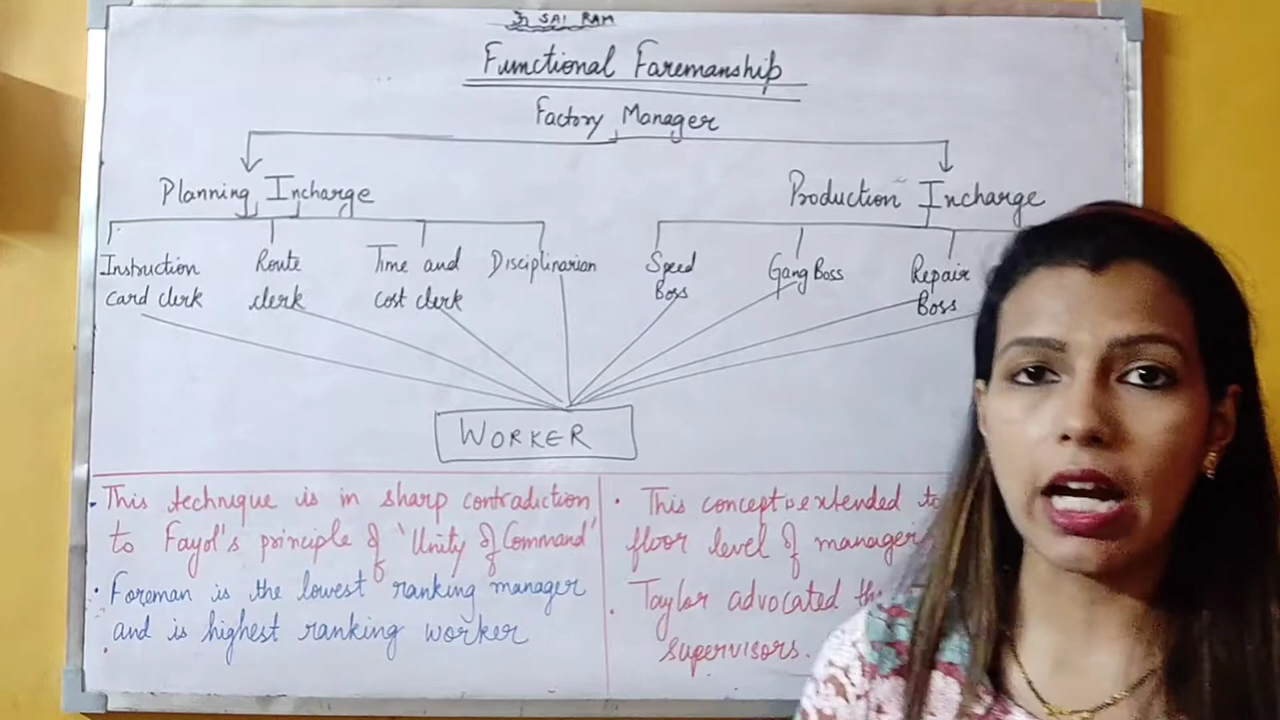 ૐ SAI RAM
Functional Foremanship
Factory Manager
Planning Incharge
Production Incharge
Instruction
card clerk
Route
clerk
Time and
cost clerk
Disciplinarian
Speed
Boss
Gang Boss
Repair
Boss
WORKER
• This technique is in sharp contradiction
to Fayol's principle of 'Unity of Command'
• Foreman is the lowest ranking manager
and is highest ranking worker
• This concept is extended to
floor level of manager
• Taylor advocated
supervisors.